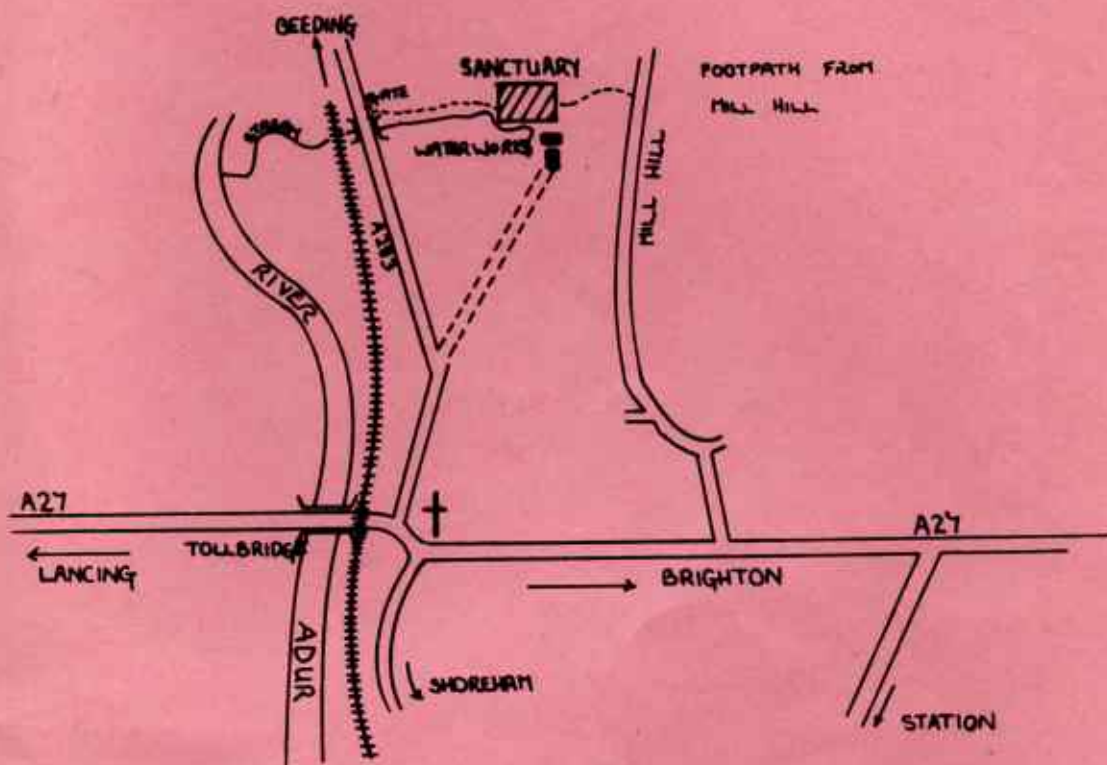 BEEDING
SANCTUARY
FOOTPATH FROM
MILL HILL
GATE
STREAM
WATERWORKS
MILL HILL
A283
RIVER
A27
A27
TOLLBRIDGE
LANCING
BRIGHTON
ADUR
SHOREHAM
STATION